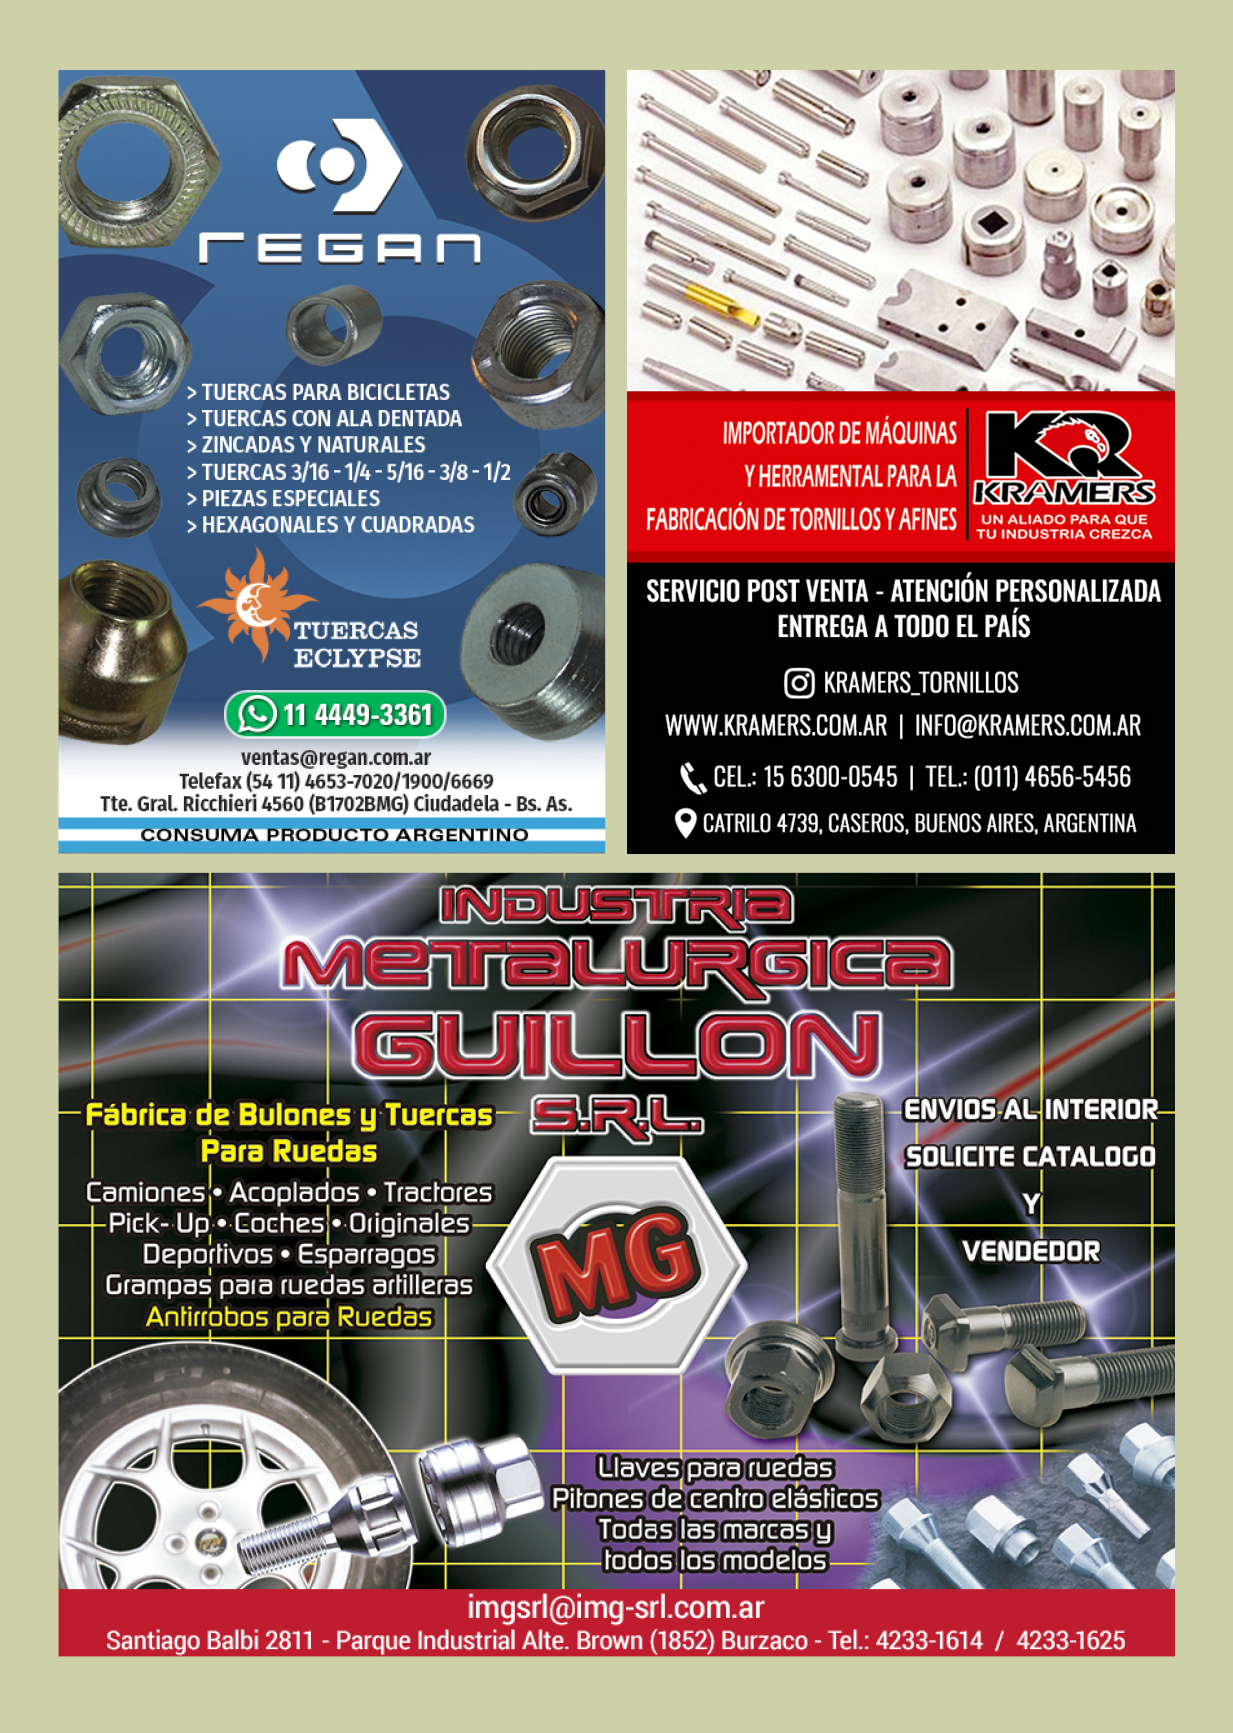 regan
> TUERCAS PARA BICICLETAS
> TUERCAS CON ALA DENTADA
> ZINCADAS Y NATURALES
> TUERCAS 3/16 - 1/4 - 5/16 - 3/8 - 1/2
> PIEZAS ESPECIALES
> HEXAGONALES Y CUADRADAS
TUERCAS
ECLYPSE
11 4449-3361
ventas@regan.com.ar
Telefax (54 11) 4653-7020/1900/6669
Tte. Gral. Ricchieri 4560 (B1702BMG) Ciudadela - Bs. As.
CONSUMA PRODUCTO ARGENTINO
IMPORTADOR DE MÁQUINAS
Y HERRAMENTAL PARA LA
FABRICACIÓN DE TORNILLOS Y AFINES
KR
KRAMERS
UN ALIADO PARA QUE
TU INDUSTRIA CREZCA
SERVICIO POST VENTA - ATENCIÓN PERSONALIZADA
ENTREGA A TODO EL PAÍS
KRAMERS_TORNILLOS
WWW.KRAMERS.COM.AR | INFO@KRAMERS.COM.AR
CEL.: 15 6300-0545 | TEL.: (011) 4656-5456
CATRILO 4739, CASEROS, BUENOS AIRES, ARGENTINA
INDUSTRIA
METALURGICA
GUILLON
S.R.L.
Fábrica de Bulones y Tuercas
Para Ruedas
Camiones • Acoplados • Tractores
Pick- Up • Coches • Originales
Deportivos • Esparragos
Grampas para ruedas artilleras
Antirrobos para Ruedas
MG
ENVIOS AL INTERIOR
SOLICITE CATALOGO
Y
VENDEDOR
Llaves para ruedas
Pitones de centro elásticos
Todas las marcas y
todos los modelos
imgsrl@img-srl.com.ar
Santiago Balbi 2811 - Parque Industrial Alte. Brown (1852) Burzaco - Tel.: 4233-1614 / 4233-1625